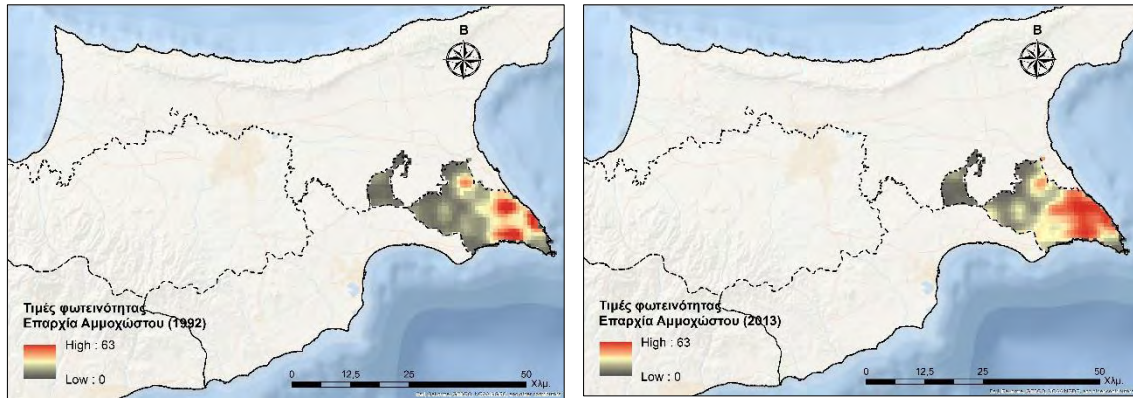 B
Τιμές φωτεινότητας
Επαρχία Αμμοχώστου (1992)
High : 63
Low : 0
0 12,5 25 50
Χλμ.
B
Τιμές φωτεινότητας
Επαρχία Αμμοχώστου (2013)
High : 63
Low : 0
0 12,5 25 50
Χλμ.